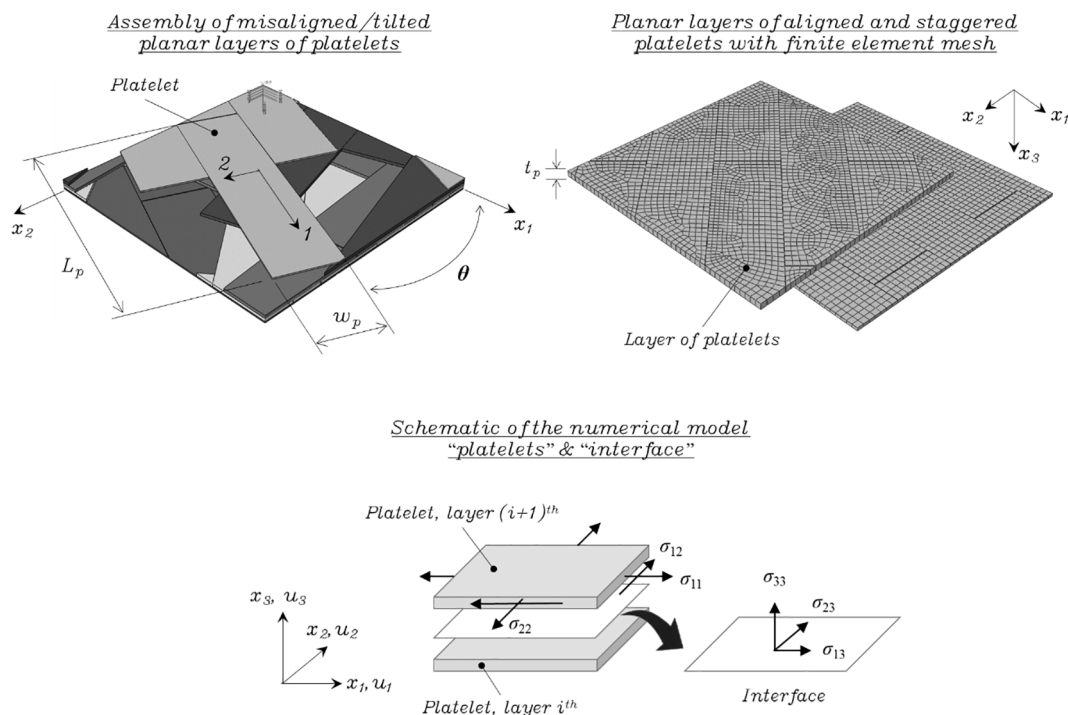 Assembly of misaligned/tilted
planar layers of platelets
Platelet
2
1
x₂
x₁
Lₚ
wₚ
θ
Planar layers of aligned and staggered
platelets with finite element mesh
x₂
x₁
x₃
tₚ
Layer of platelets
Schematic of the numerical model
“platelets” & “interface”
Platelet, layer (i+1)ᵗʰ
σ₁₂
σ₁₁
σ₂₂
x₃, u₃
x₂, u₂
x₁, u₁
Platelet, layer iᵗʰ
σ₃₃
σ₂₃
σ₁₃
Interface